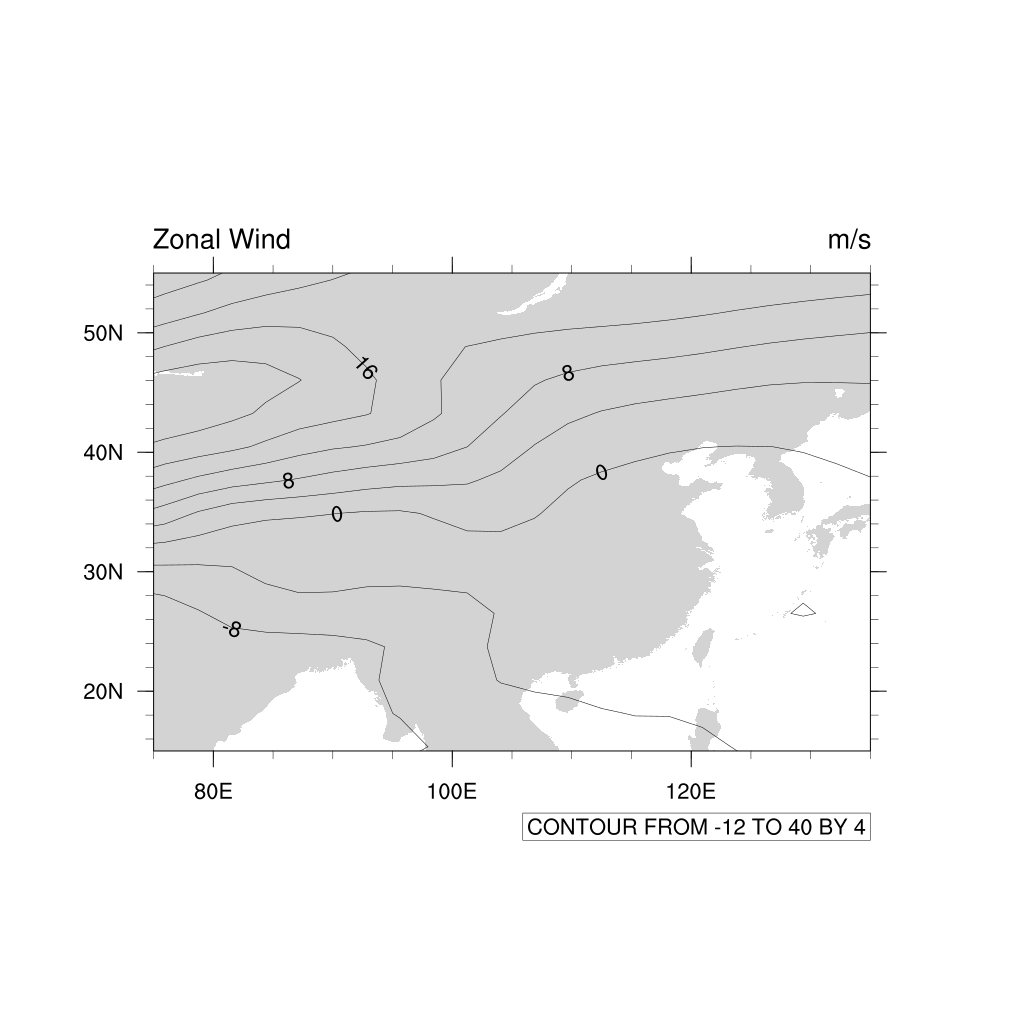 Zonal Wind m/s
50N
16
8
40N
0
8
0
30N
-8
20N
80E 100E 120E
CONTOUR FROM -12 TO 40 BY 4